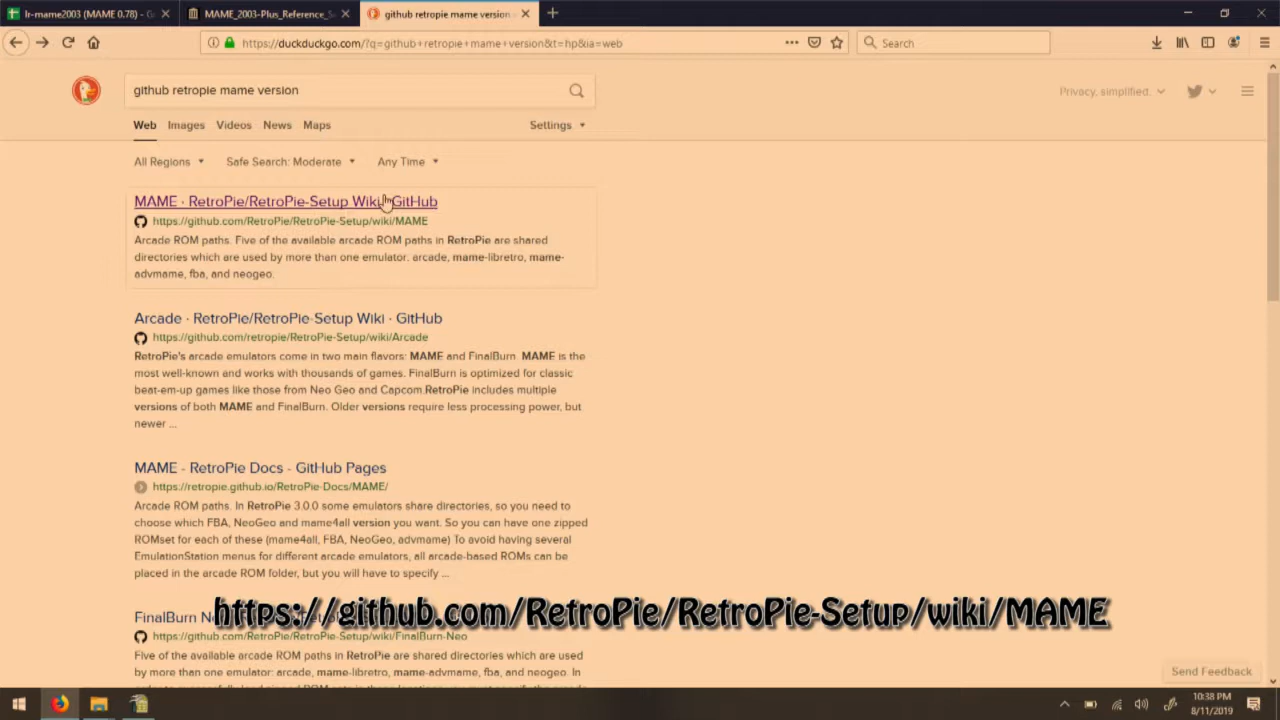 lr-mame2003 (MAME 0.78) - G
MAME_2003-Plus_Reference_S
github retropie mame version
https://duckduckgo.com/?q=github+retropie+mame+version&t=hp&ia=web
Search
github retropie mame version
Privacy, simplified.
Web Images Videos News Maps Settings
All Regions Safe Search: Moderate Any Time
MAME · RetroPie/RetroPie-Setup Wiki · GitHub
https://github.com/RetroPie/RetroPie-Setup/wiki/MAME
Arcade ROM paths. Five of the available arcade ROM paths in RetroPie are shared
directories which are used by more than one emulator: arcade, mame-libretro, mame-
advmame, fba, and neogeo.
Arcade · RetroPie/RetroPie-Setup Wiki · GitHub
https://github.com/retropie/RetroPie-Setup/wiki/Arcade
RetroPie's arcade emulators come in two main flavors: MAME and FinalBurn. MAME is the
most well-known and works with thousands of games. FinalBurn is optimized for classic
beat-em-up games like those from Neo Geo and Capcom.RetroPie includes multiple
versions of both MAME and FinalBurn. Older versions require less processing power, but
newer ...
MAME - RetroPie Docs - GitHub Pages
https://retropie.github.io/RetroPie-Docs/MAME/
Arcade ROM paths. In RetroPie 3.0.0 some emulators share directories, so you need to
choose which FBA, NeoGeo and mame4all version you want. So you can have one zipped
ROMset for each of these (mame4all, FBA, NeoGeo, advmame) To avoid having several
EmulationStation menus for different arcade emulators, all arcade-based ROMs can be
placed in the arcade ROM folder, but you will have to specify ...
https://github.com/RetroPie/RetroPie-Setup/wiki/MAME
FinalBurn
https://github.com/RetroPie/RetroPie-Setup/wiki/FinalBurn-Neo
Five of the available arcade ROM paths in RetroPie are shared directories which are used
by more than one emulator: arcade, mame-libretro, mame-advmame, fba, and neogeo. In
Send Feedback
10:38 PM
8/11/2019